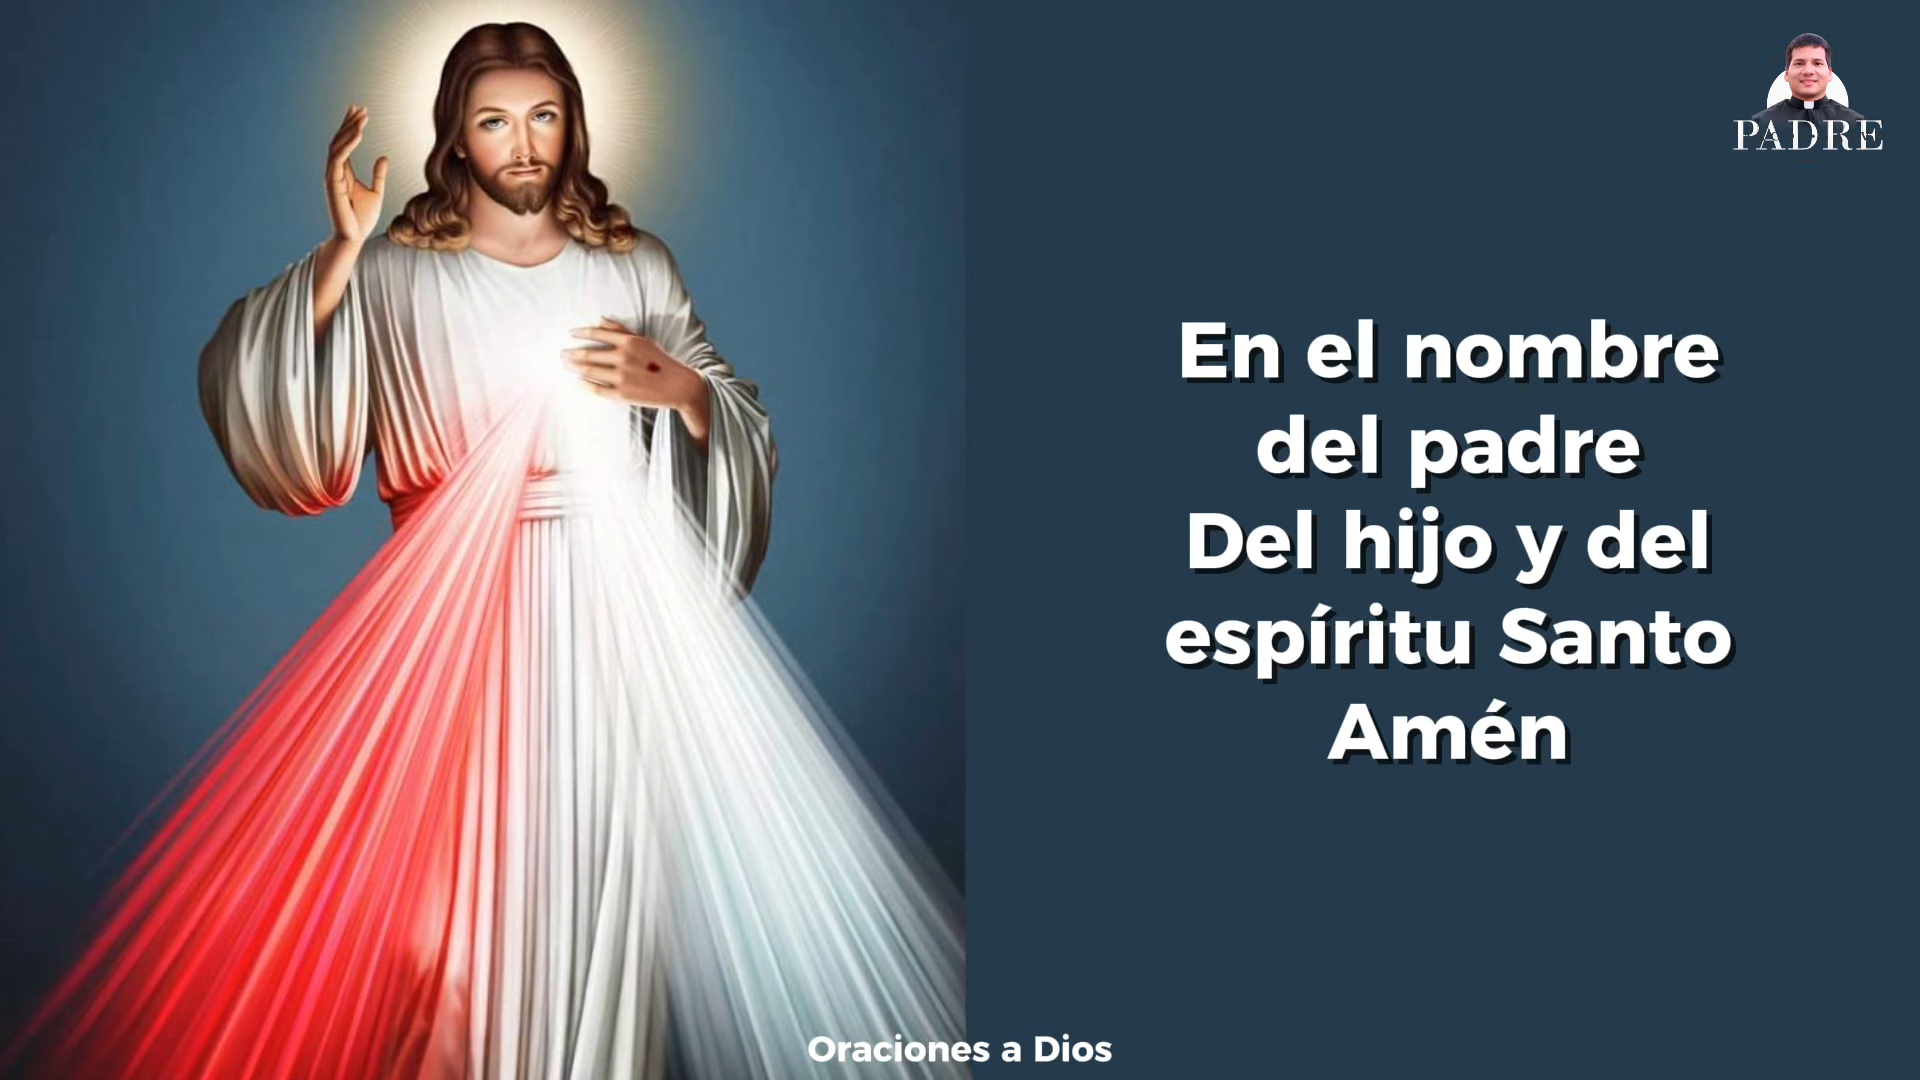 PADRE
En el nombre
del padre
Del hijo y del
espíritu Santo
Amén
Oraciones a Dios